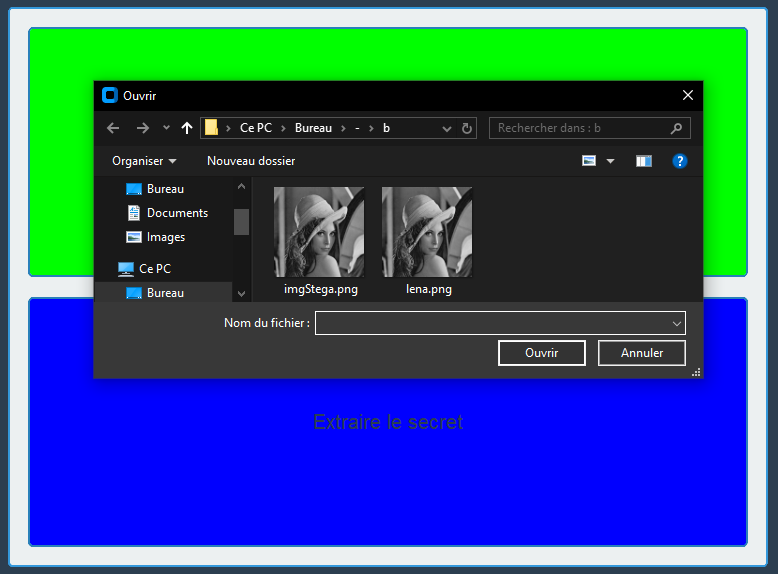 Ouvrir
Ce PC > Bureau > - > b
Rechercher dans : b
Organiser
Nouveau dossier
?
Bureau
Documents
Images
Ce PC
Bureau
imgStega.png
lena.png
Nom du fichier :
Ouvrir
Annuler
Extraire le secret